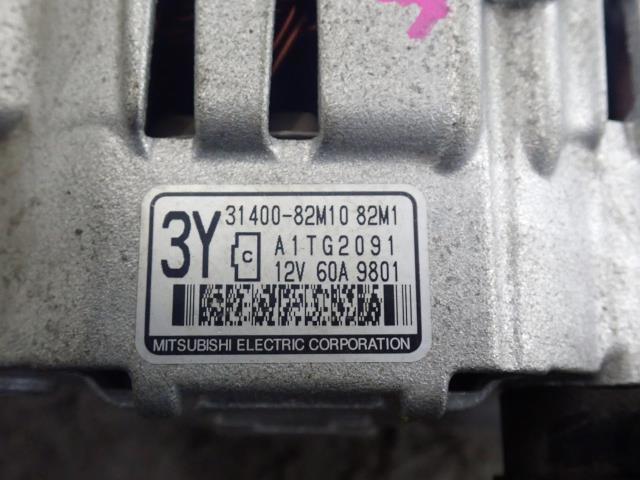 3Y 31400-82M10 82M1
C A1TG2091
12V 60A 9801
MITSUBISHI ELECTRIC CORPORATION